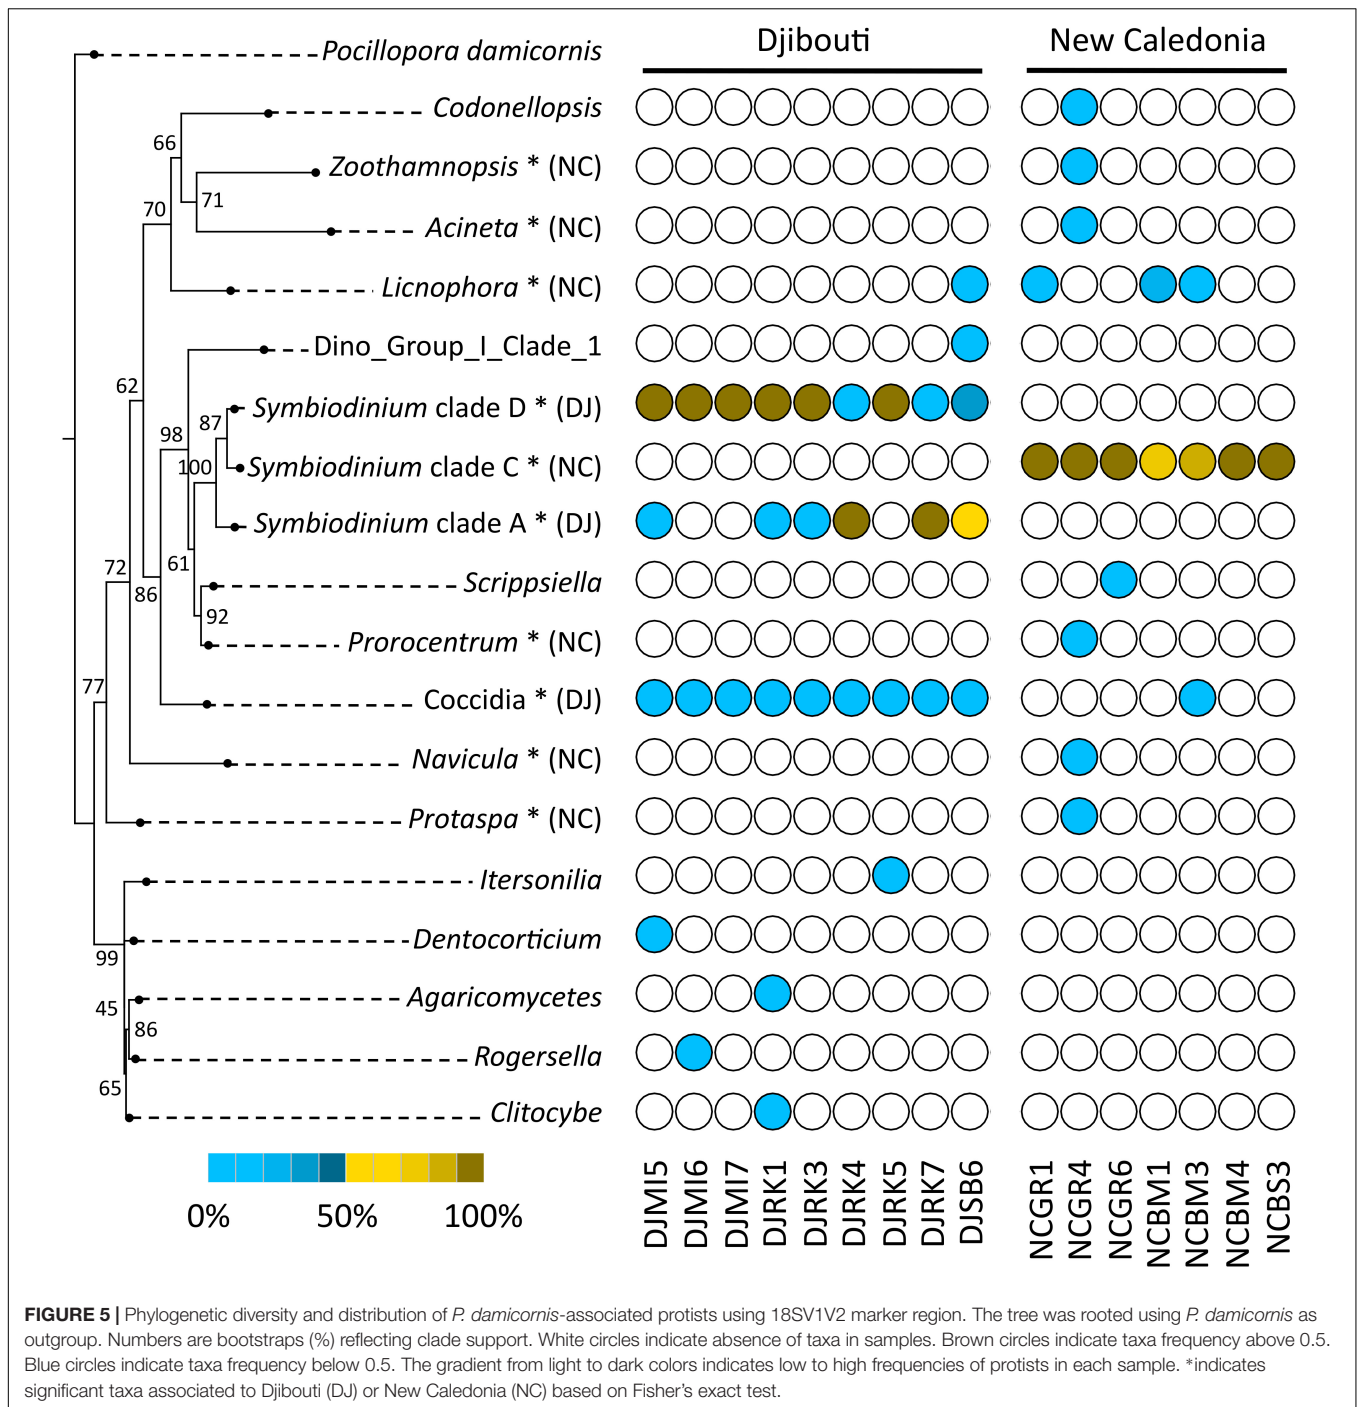 Djibouti
New Caledonia
Pocillopora damicornis
Codonellopsis
66
Zoothamnopsis * (NC)
71
70
Acineta * (NC)
Licnophora * (NC)
Dino_Group_I_Clade_1
62
Symbiodinium clade D * (DJ)
87
98
100
Symbiodinium clade C * (NC)
Symbiodinium clade A * (DJ)
61
72
86
Scrippsiella
92
Prorocentrum * (NC)
77
Coccidia * (DJ)
Navicula * (NC)
Protaspa * (NC)
Itersonilia
Dentocorticium
99
Agaricomycetes
45
86
Rogersella
65
Clitocybe
0% 50% 100%
DJMI5
DJMI6
DJMI7
DJRK1
DJRK3
DJRK4
DJRK5
DJRK7
DJSB6
NCGR1
NCGR4
NCGR6
NCBM1
NCBM3
NCBM4
NCBS3
FIGURE 5 | Phylogenetic diversity and distribution of P. damicornis-associated protists using 18SV1V2 marker region. The tree was rooted using P. damicornis as
outgroup. Numbers are bootstraps (%) reflecting clade support. White circles indicate absence of taxa in samples. Brown circles indicate taxa frequency above 0.5.
Blue circles indicate taxa frequency below 0.5. The gradient from light to dark colors indicates low to high frequencies of protists in each sample. *indicates
significant taxa associated to Djibouti (DJ) or New Caledonia (NC) based on Fisher's exact test.